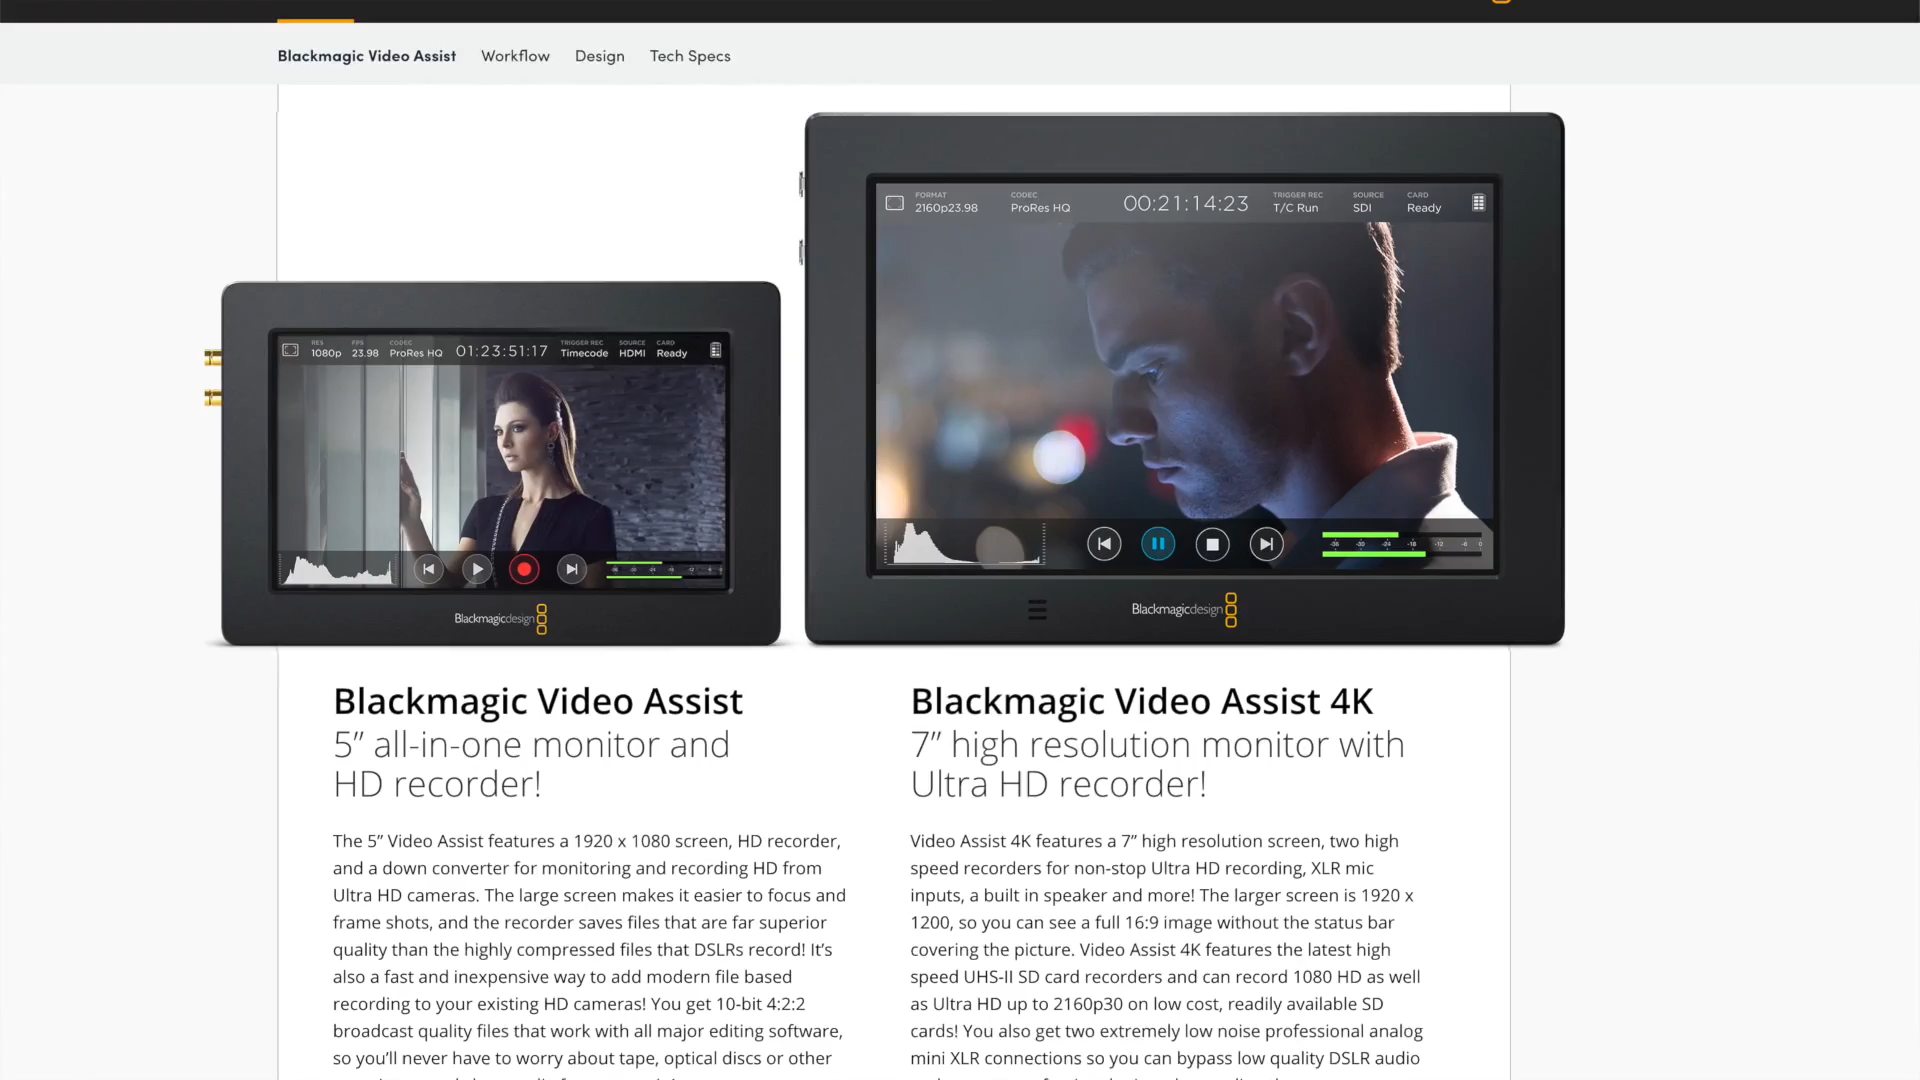 Blackmagic Video Assist Workflow Design Tech Specs
FORMAT CODEC TRIGGER REC SOURCE CARD
2160p23.98 ProRes HQ 00:21:14:23 T/C Run SDI Ready
RES FPS CODEC TRIGGER REC SOURCE CARD
1080p 23.98 ProRes HQ 01:23:51:17 Timecode HDMI Ready
Blackmagicdesign
Blackmagicdesign
Blackmagic Video Assist
5” all-in-one monitor and
HD recorder!
The 5” Video Assist features a 1920 x 1080 screen, HD recorder,
and a down converter for monitoring and recording HD from
Ultra HD cameras. The large screen makes it easier to focus and
frame shots, and the recorder saves files that are far superior
quality than the highly compressed files that DSLRs record! It’s
also a fast and inexpensive way to add modern file based
recording to your existing HD cameras! You get 10-bit 4:2:2
broadcast quality files that work with all major editing software,
so you’ll never have to worry about tape, optical discs or other
Blackmagic Video Assist 4K
7” high resolution monitor with
Ultra HD recorder!
Video Assist 4K features a 7” high resolution screen, two high
speed recorders for non-stop Ultra HD recording, XLR mic
inputs, a built in speaker and more! The larger screen is 1920 x
1200, so you can see a full 16:9 image without the status bar
covering the picture. Video Assist 4K features the latest high
speed UHS-II SD card recorders and can record 1080 HD as well
as Ultra HD up to 2160p30 on low cost, readily available SD
cards! You also get two extremely low noise professional analog
mini XLR connections so you can bypass low quality DSLR audio